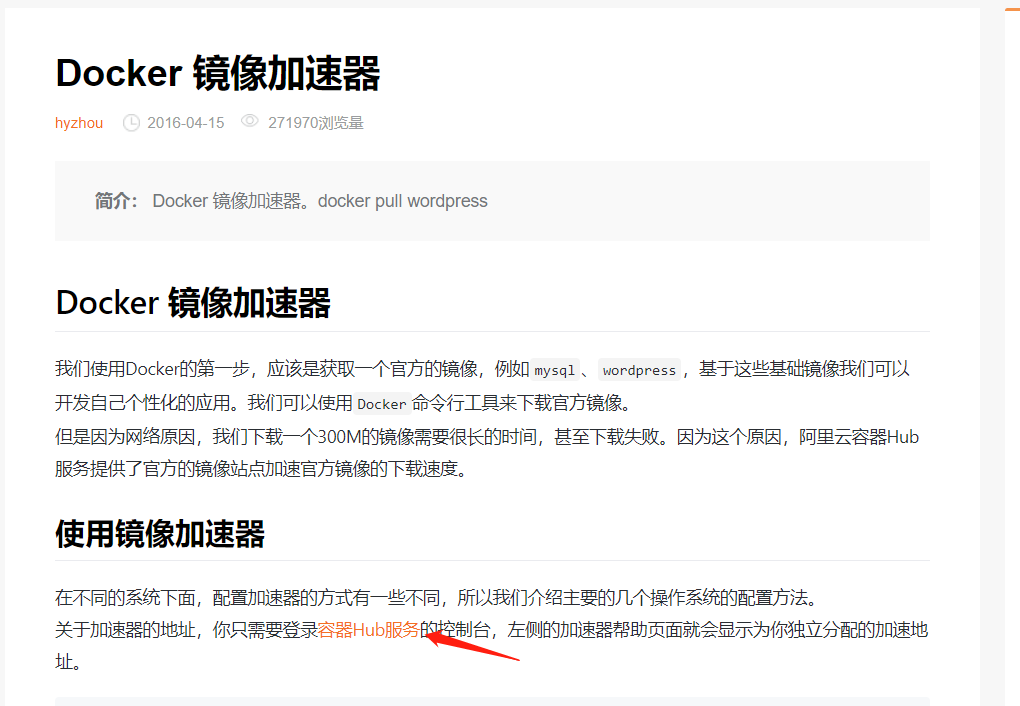 Docker 镜像加速器
hyzhou 2016-04-15 271970浏览量
简介： Docker 镜像加速器。docker pull wordpress
Docker 镜像加速器
我们使用Docker的第一步，应该是获取一个官方的镜像，例如 mysql 、 wordpress ，基于这些基础镜像我们可以
开发自己个性化的应用。我们可以使用 Docker 命令行工具来下载官方镜像。
但是因为网络原因，我们下载一个300M的镜像需要很长的时间，甚至下载失败。因为这个原因，阿里云容器Hub
服务提供了官方的镜像站点加速官方镜像的下载速度。
使用镜像加速器
在不同的系统下面，配置加速器的方式有一些不同，所以我们介绍主要的几个操作系统的配置方法。
关于加速器的地址，你只需要登录容器Hub服务的控制台，左侧的加速器帮助页面就会显示为你独立分配的加速地
址。